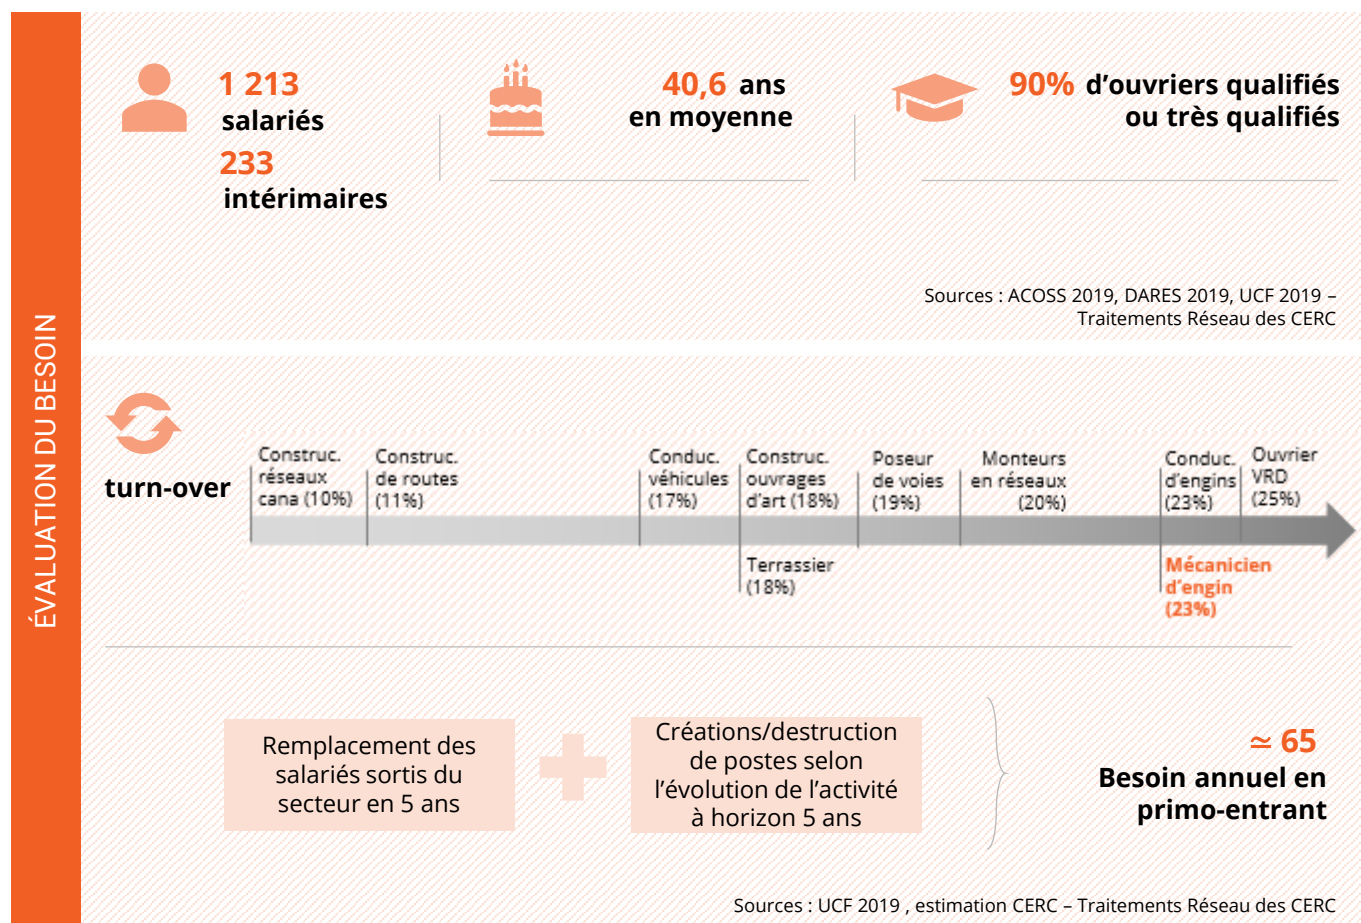 ÉVALUATION DU BESOIN
1 213
salariés
233
intérimaires
40,6 ans
en moyenne
90% d’ouvriers qualifiés
ou très qualifiés
Sources : ACOSS 2019, DARES 2019, UCF 2019 –
Traitements Réseau des CERC
turn-over
Construc.
réseaux
cana (10%)
Construc.
de routes
(11%)
Conduc.
véhicules
(17%)
Construc.
ouvrages
d'art (18%)
Poseur
de voies
(19%)
Monteurs
en réseaux
(20%)
Conduc.
d'engins
(23%)
Ouvrier
VRD
(25%)
Terrassier
(18%)
Mécanicien
d'engin
(23%)
Remplacement des
salariés sortis du
secteur en 5 ans
Créations/destruction
de postes selon
l’évolution de l’activité
à horizon 5 ans
≃ 65
Besoin annuel en
primo-entrant
Sources : UCF 2019 , estimation CERC – Traitements Réseau des CERC